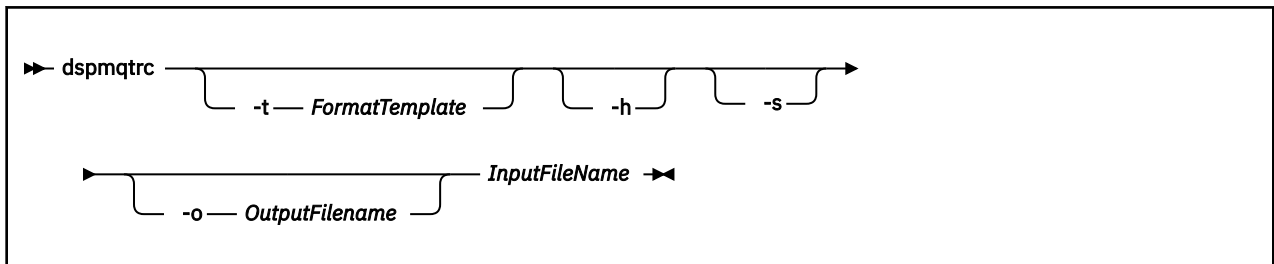 dspmqtrc
-t FormatTemplate -h -s
InputFileName
-o OutputFilename